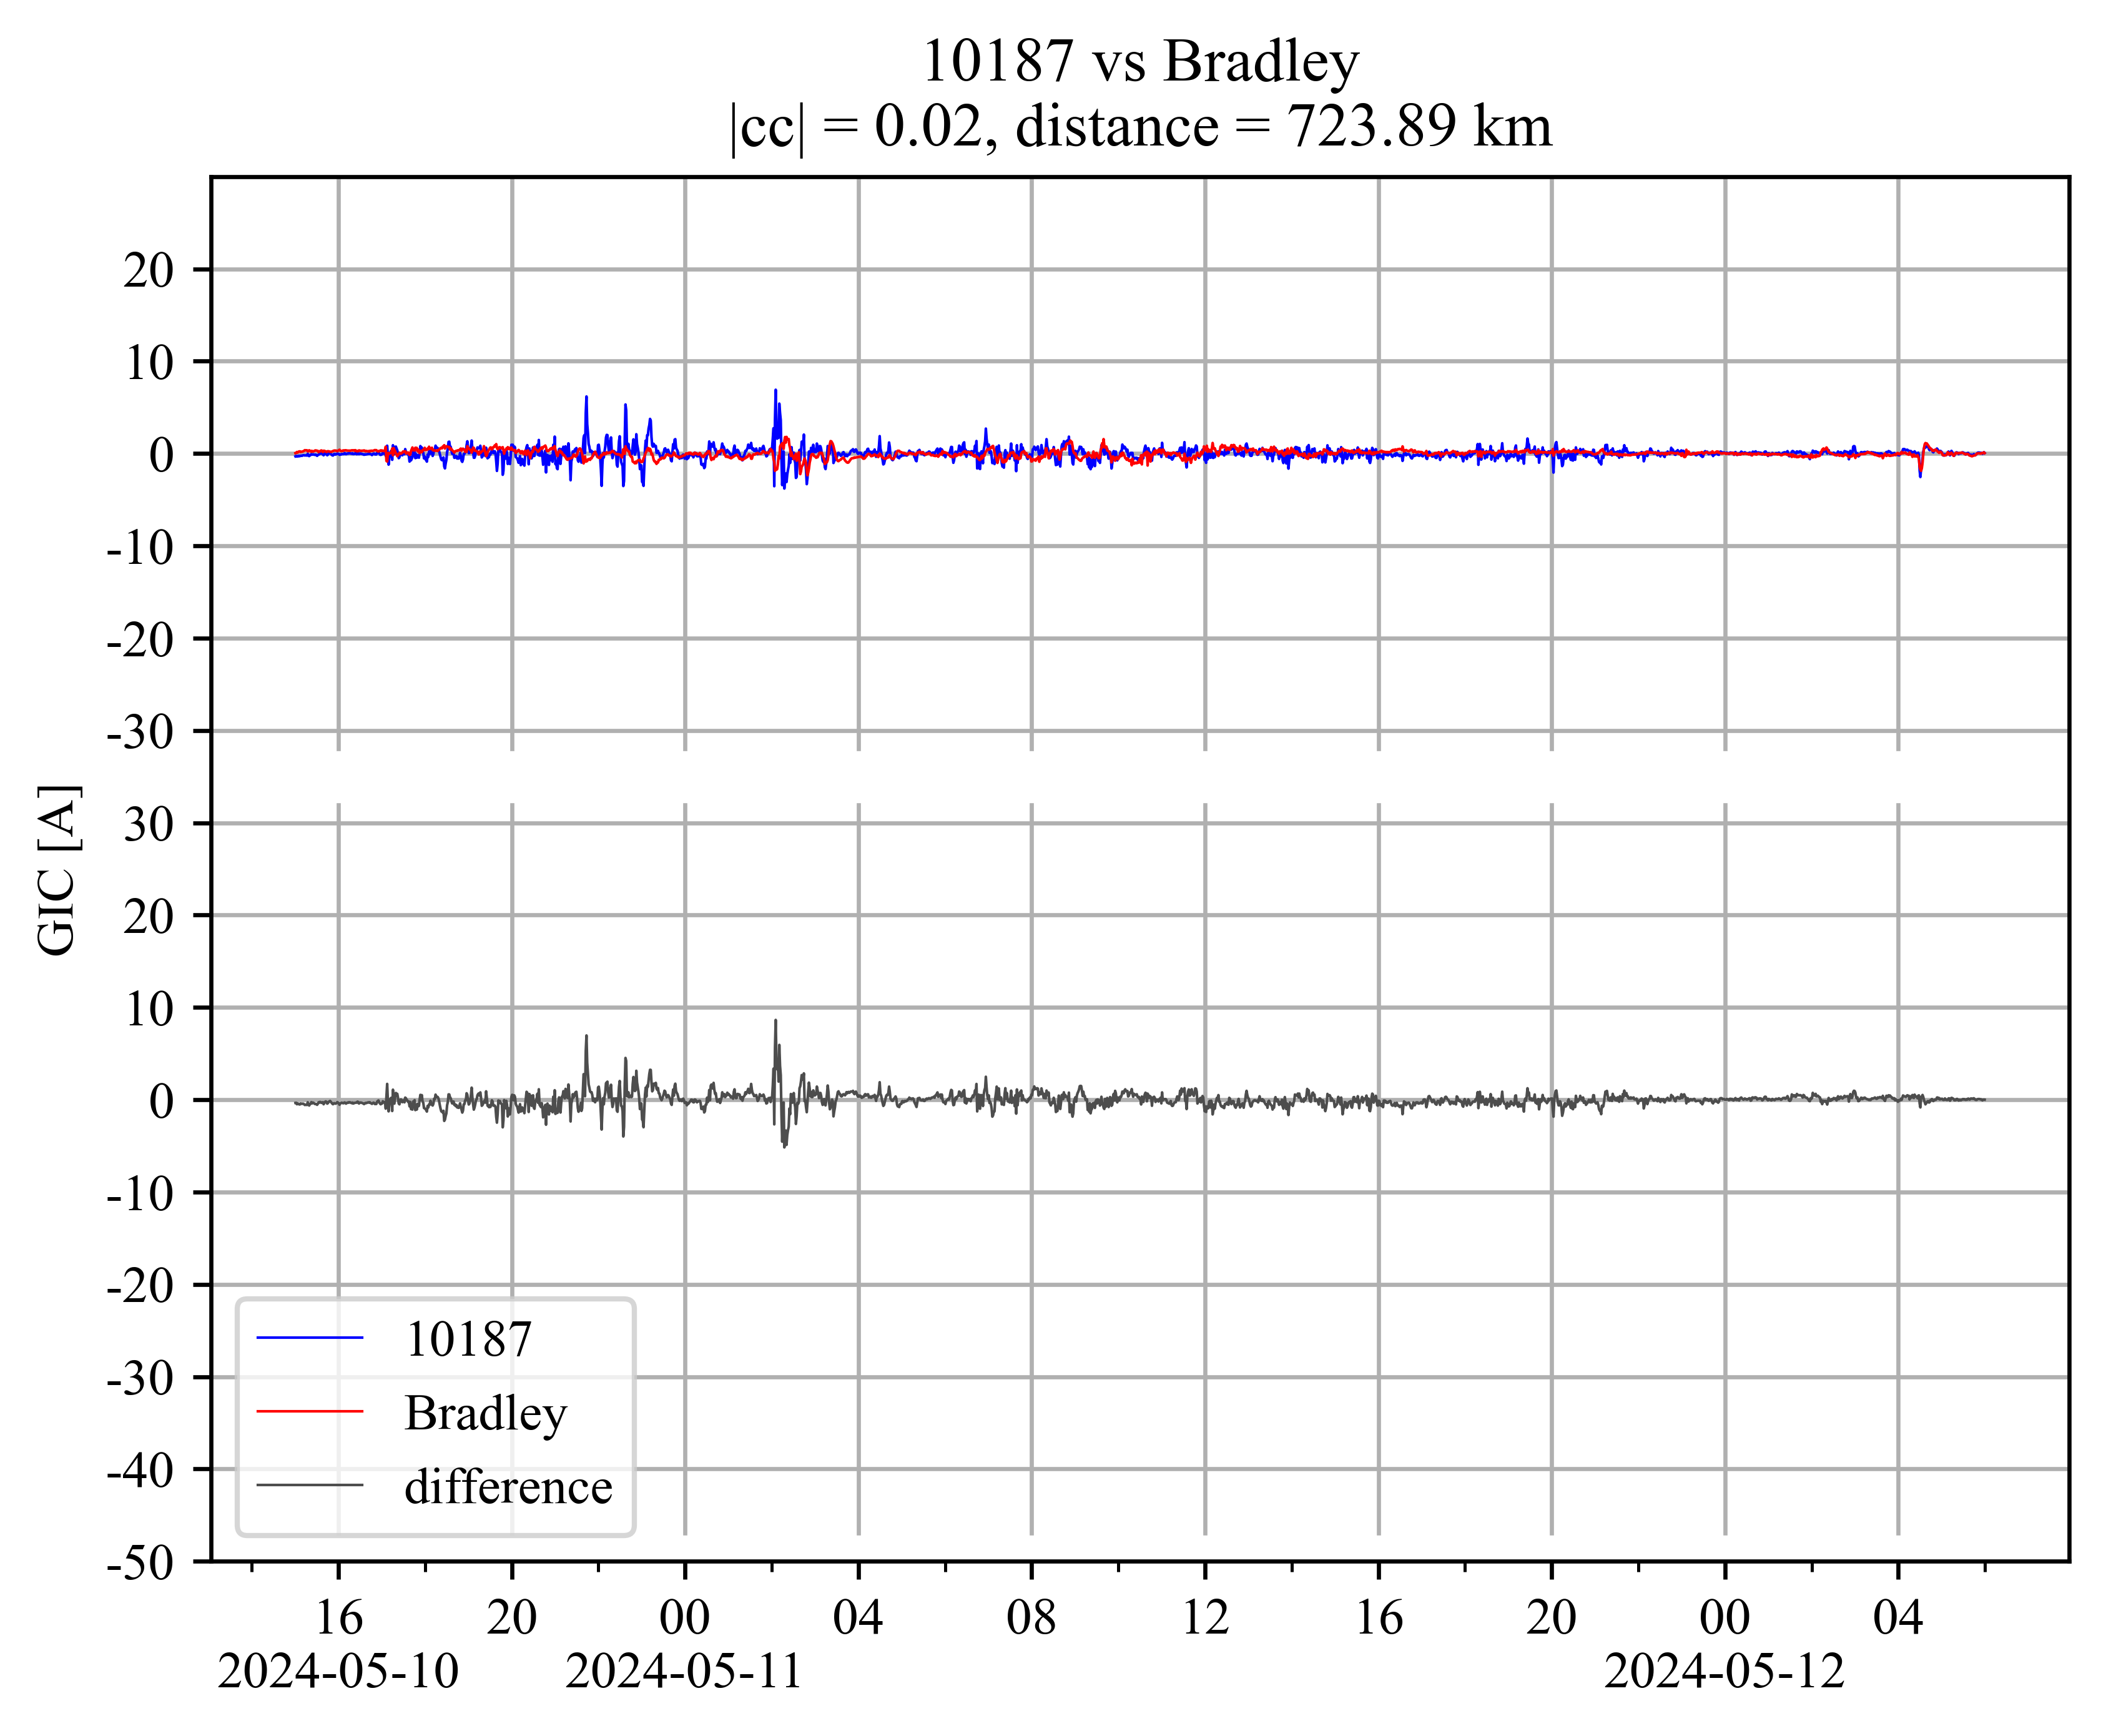 10187 vs Bradley
|cc| = 0.02, distance = 723.89 km
20
10
0
-10
-20
-30
30
20
10
0
-10
-20
-30
-40
-50
GIC [A]
10187
Bradley
difference
16 20 00 04 08 12 16 20 00 04
2024-05-10 2024-05-11 2024-05-12